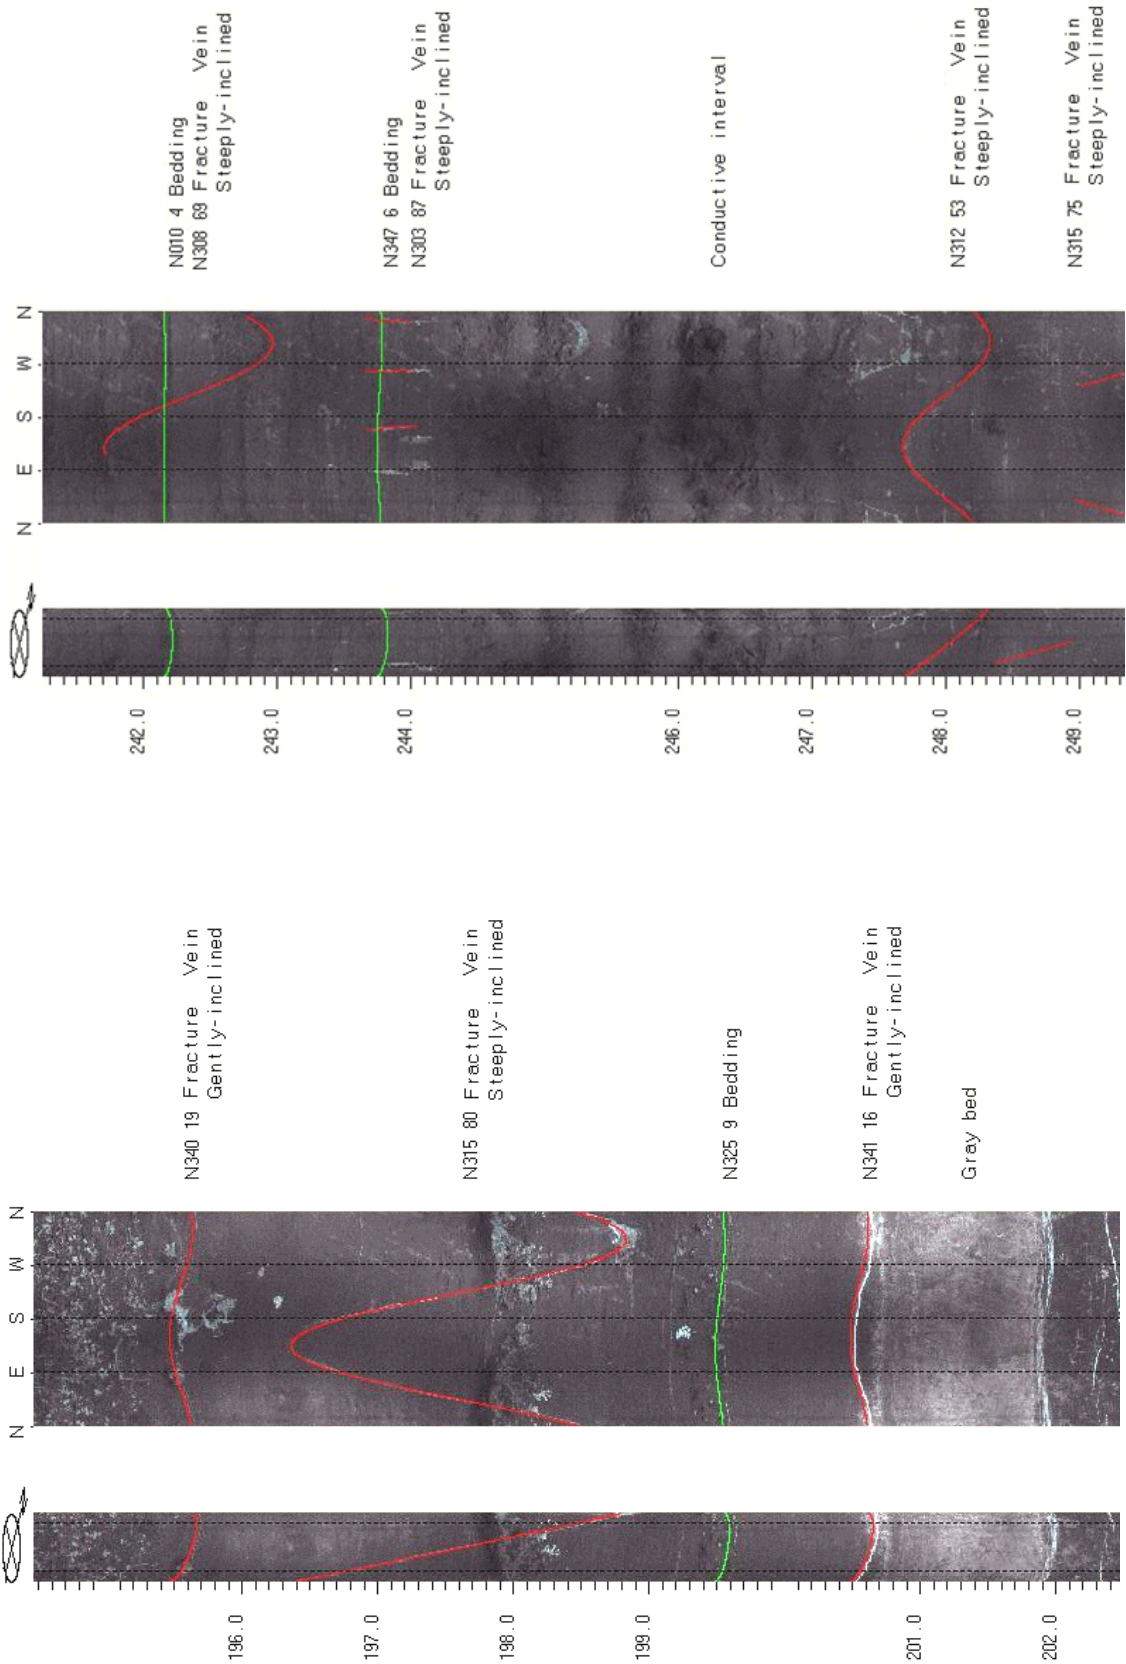 N
E
S
W
N
242.0
243.0
244.0
246.0
247.0
248.0
249.0
N010 4 Bedding
N308 69 Fracture Vein
Steeply-inclined
N347 6 Bedding
N303 87 Fracture Vein
Steeply-inclined
Conductive interval
N312 53 Fracture Vein
Steeply-inclined
N315 75 Fracture Vein
Steeply-inclined
N
E
S
W
N
196.0
197.0
198.0
199.0
201.0
202.0
N340 19 Fracture Vein
Gently-inclined
N315 80 Fracture Vein
Steeply-inclined
N325 9 Bedding
N341 16 Fracture Vein
Gently-inclined
Gray bed